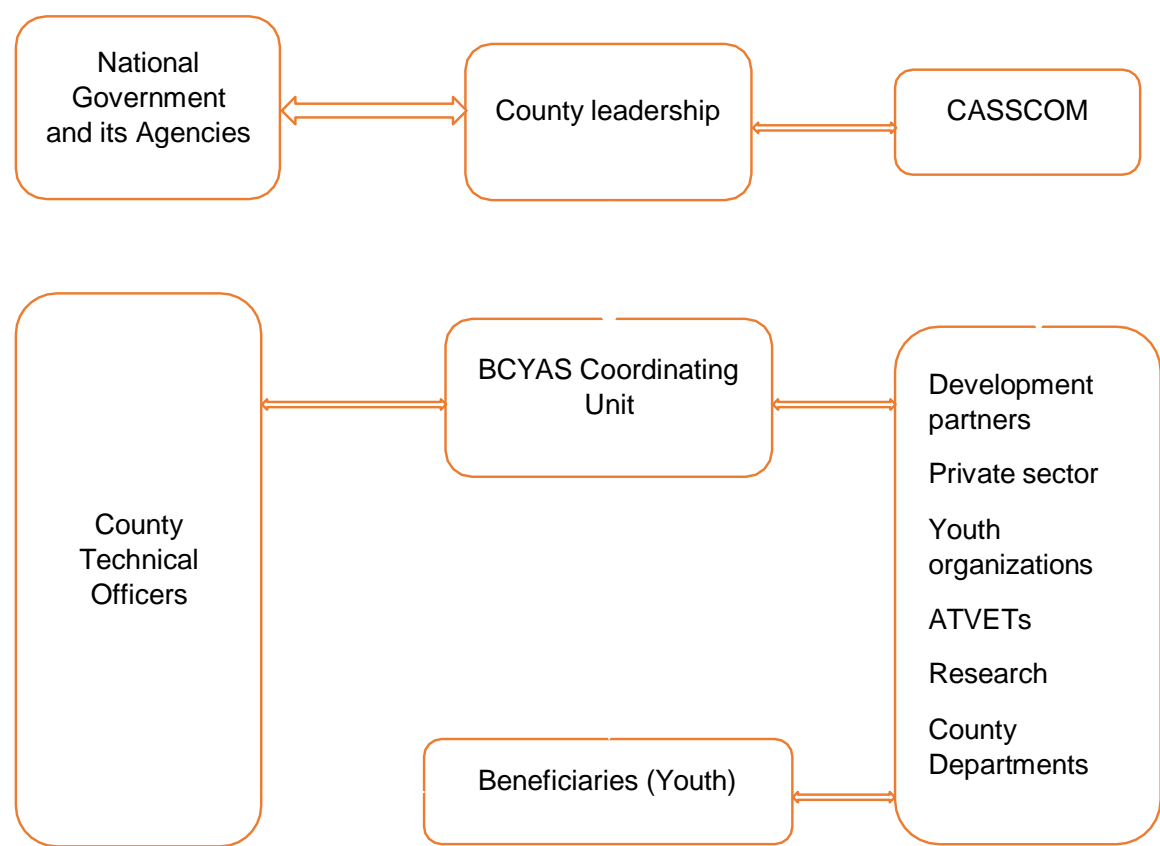 National
Government
and its Agencies
County leadership
CASSCOM
County
Technical
Officers
BCYAS Coordinating
Unit
Development
partners
Private sector
Youth
organizations
ATVETs
Research
County
Departments
Beneficiaries (Youth)